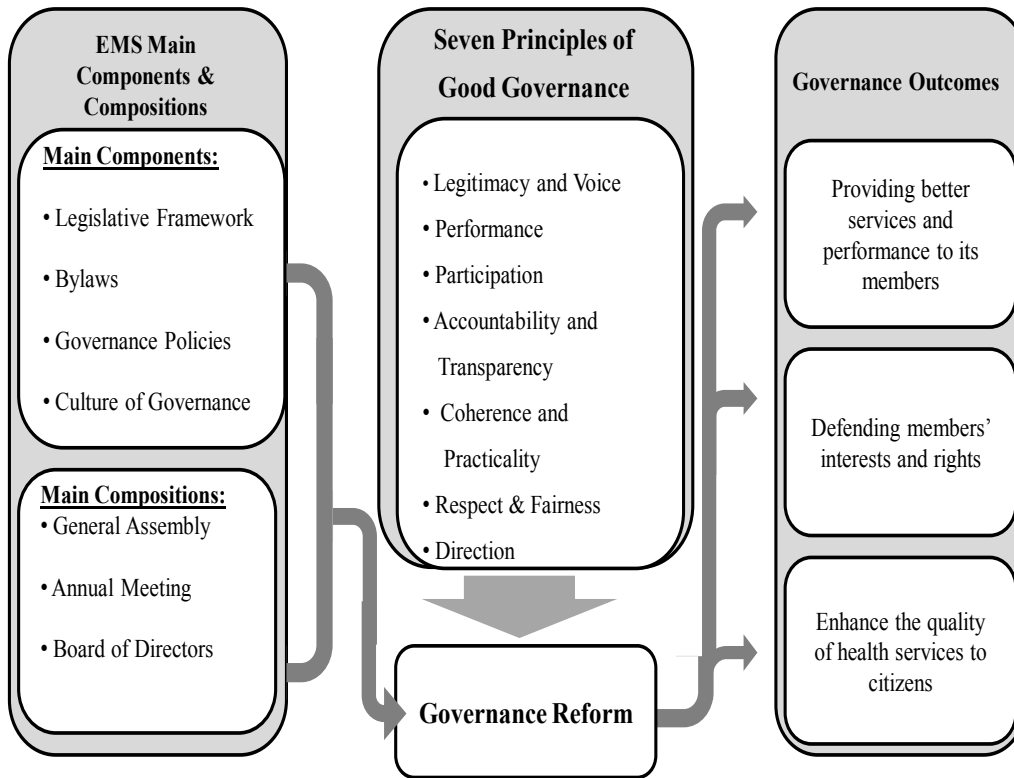 EMS Main
Components &
Compositions
Main Components:
• Legislative Framework
• Bylaws
• Governance Policies
• Culture of Governance
Main Compositions:
• General Assembly
• Annual Meeting
• Board of Directors
Seven Principles of
Good Governance
• Legitimacy and Voice
• Performance
• Participation
• Accountability and
Transparency
• Coherence and
Practicality
• Respect & Fairness
• Direction
Governance Reform
Governance Outcomes
Providing better
services and
performance to its
members
Defending members’
interests and rights
Enhance the quality
of health services to
citizens